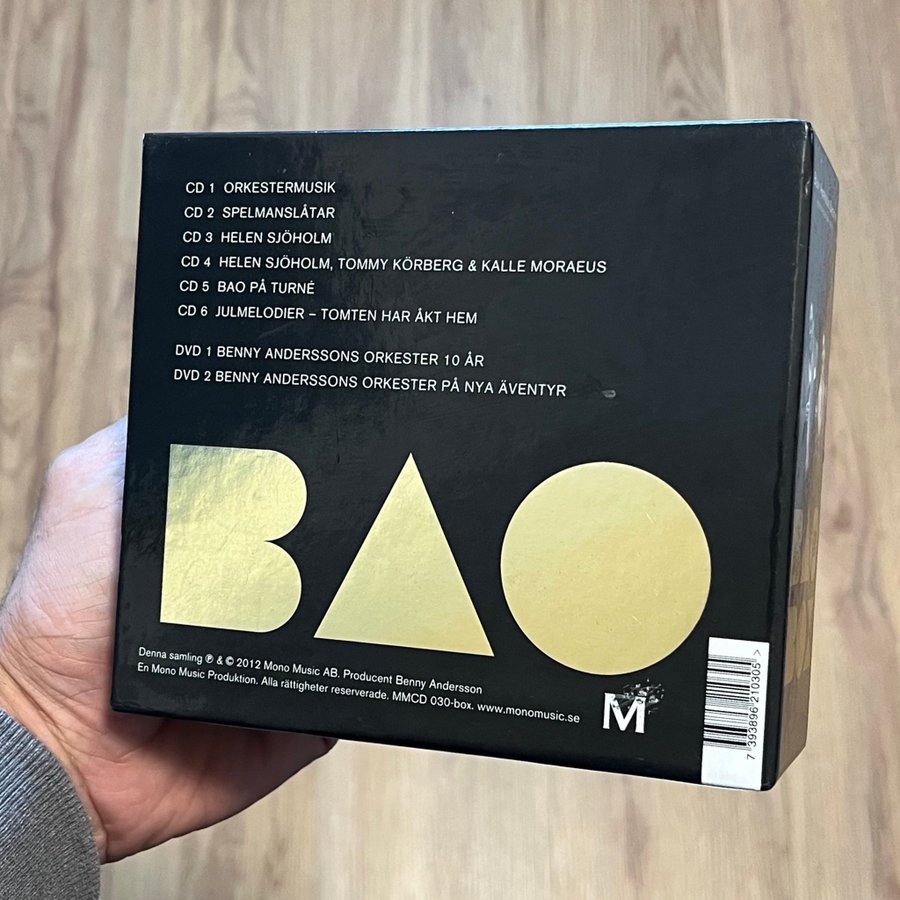 CD 1 ORKESTERMUSIK
CD 2 SPELMANSLÅTAR
CD 3 HELEN SJÖHOLM
CD 4 HELEN SJÖHOLM, TOMMY KÖRBERG & KALLE MORAEUS
CD 5 BAO PÅ TURNÉ
CD 6 JULMELODIER – TOMTEN HAR ÅKT HEM
DVD 1 BENNY ANDERSSONS ORKESTER 10 ÅR
DVD 2 BENNY ANDERSSONS ORKESTER PÅ NYA ÄVENTYR
BAO
Denna samling ℗ & © 2012 Mono Music AB. Producent Benny Andersson
En Mono Music Produktion. Alla rättigheter reserverade. MMCD 030-box. www.monomusic.se
M
7 393896 210305 >